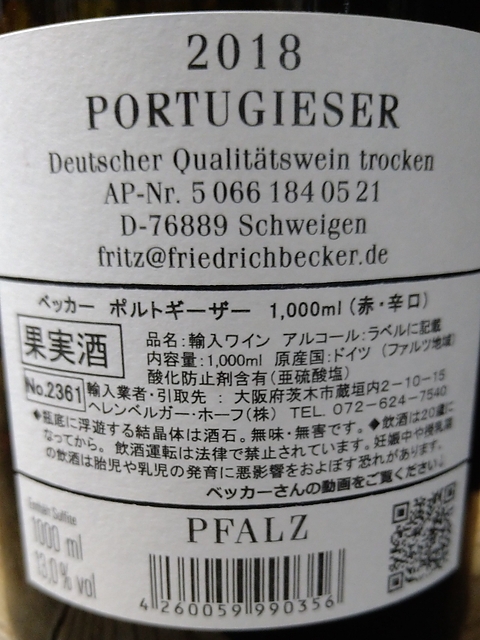 2018
PORTUGIESER
Deutscher Qualitätswein trocken
AP-Nr. 5 066 184 05 21
D-76889 Schweigen
fritz@friedrichbecker.de
ベッカー ポルトギーザー 1,000ml (赤・辛口)
果実酒
品名:輸入ワイン アルコール:ラベルに記載
内容量:1,000ml 原産国:ドイツ (ファルツ地域)
酸化防止剤含有(亜硫酸塩)
No.2361
輸入業者・引取先 : 大阪府茨木市蔵垣内2-10-15
ヘレンベルガー・ホーフ(株) TEL. 072-624-7540
◆瓶底に浮遊する結晶体は酒石。無味・無害です。◆飲酒は20歳に
なってから。飲酒運転は法律で禁止されています。妊娠中や授乳期
の飲酒は胎児や乳児の発育に悪影響をおよぼす恐れがあります。
ベッカーさんの動画をご覧ください。
PFALZ
Enthält Sulfite
1000 ml
13,0% vol
4 260059 990356